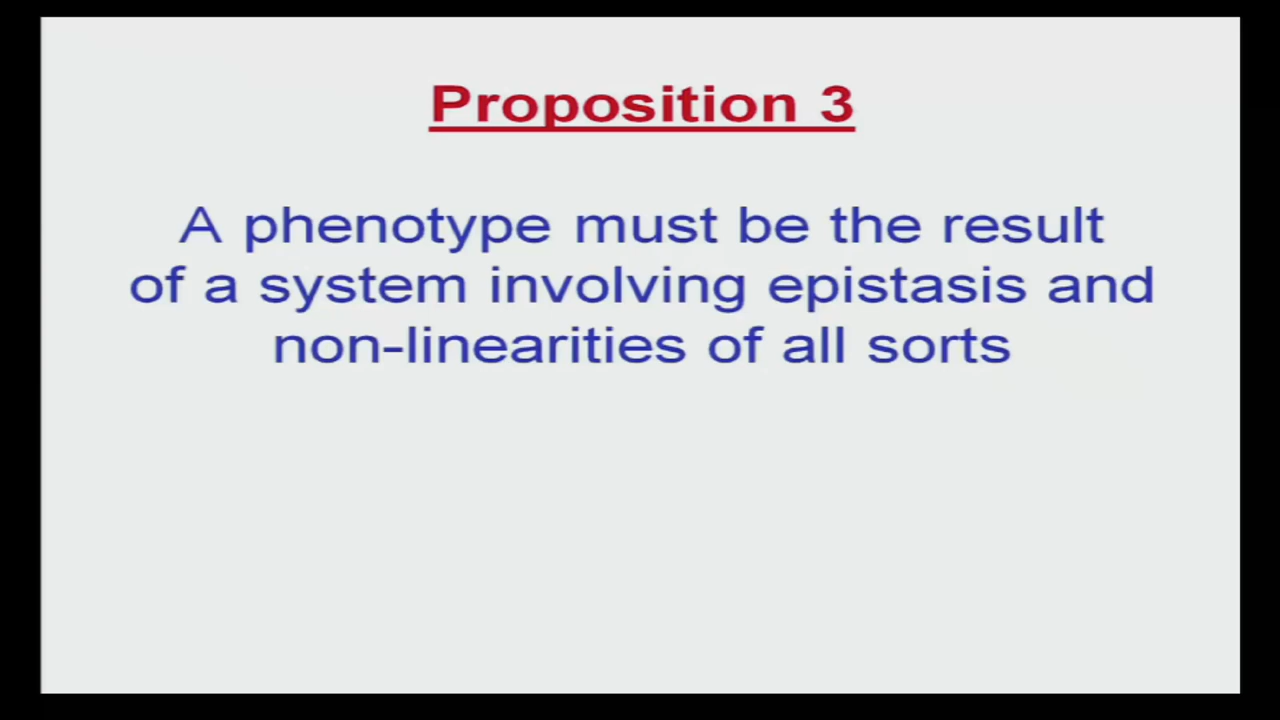 Proposition 3
A phenotype must be the result
of a system involving epistasis and
non-linearities of all sorts